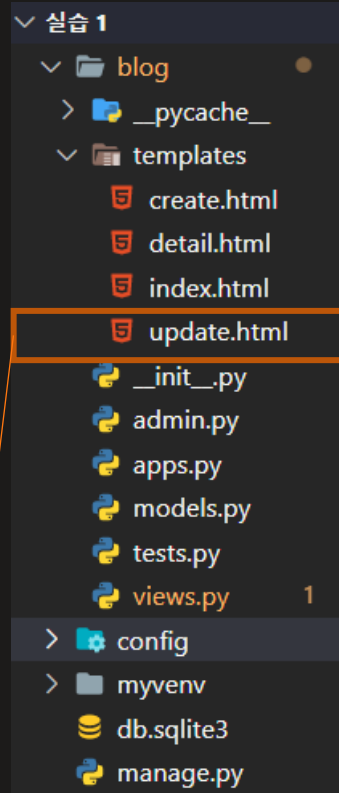 실습 1
blog
__pycache__
templates
create.html
detail.html
index.html
update.html
__init__.py
admin.py
apps.py
models.py
tests.py
views.py 1
config
myvenv
db.sqlite3
manage.py